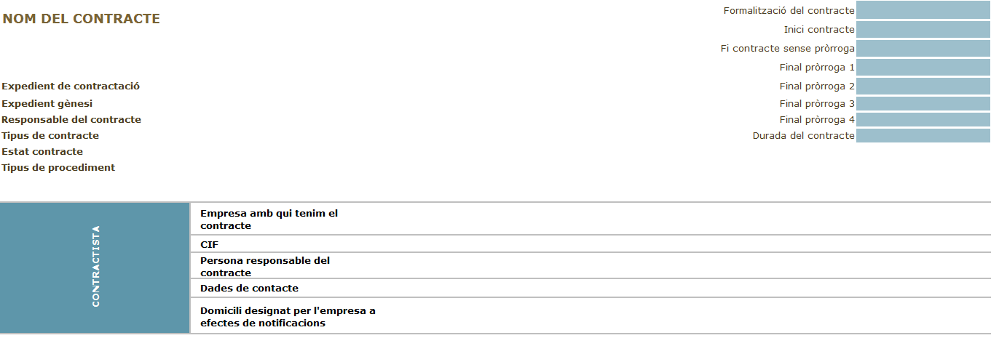 NOM DEL CONTRACTE
Formalització del contracte
Inici contracte
Fi contracte sense pròrroga
Final pròrroga 1
Expedient de contractació
Final pròrroga 2
Expedient gènesi
Final pròrroga 3
Responsable del contracte
Final pròrroga 4
Tipus de contracte
Durada del contracte
Estat contracte
Tipus de procediment
CONTRACTISTA
Empresa amb qui tenim el
contracte
CIF
Persona responsable del
contracte
Dades de contacte
Domicili designat per l'empresa a
efectes de notificacions